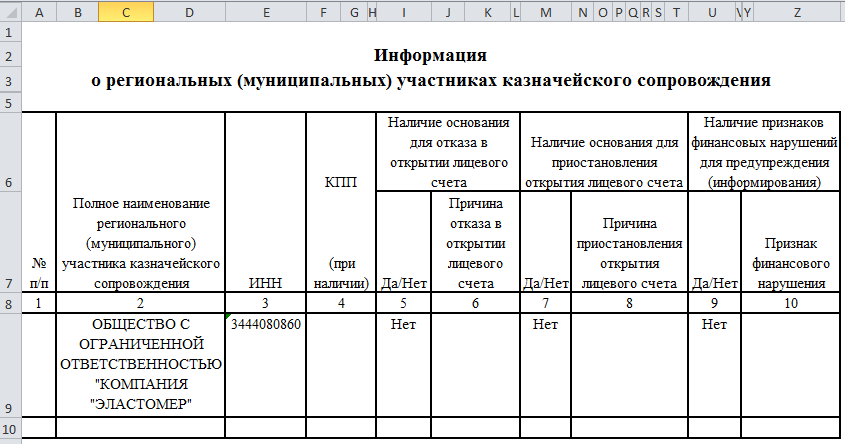 A B C D E F G H I J K L M N O P Q R S T U V Y Z
1
2
3
5
6
7
8
9
10
Информация
о региональных (муниципальных) участниках казначейского сопровождения
№
п/п
Полное наименование
регионального
(муниципального)
участника казначейского
сопровождения
ИНН
КПП
(при
наличии)
Наличие основания
для отказа в
открытии лицевого
счета
Да/Нет
Причина
отказа в
открытии
лицевого
счета
Наличие основания для
приостановления
открытия лицевого счета
Да/Нет
Причина
приостановления
открытия
лицевого счета
Наличие признаков
финансовых нарушений
для предупреждения
(информирования)
Да/Нет
Признак
финансового
нарушения
1 2 3 4 5 6 7 8 9 10
ОБЩЕСТВО С
ОГРАНИЧЕННОЙ
ОТВЕТСТВЕННОСТЬЮ
"КОМПАНИЯ
"ЭЛАСТОМЕР"
3444080860
Нет
Нет
Нет